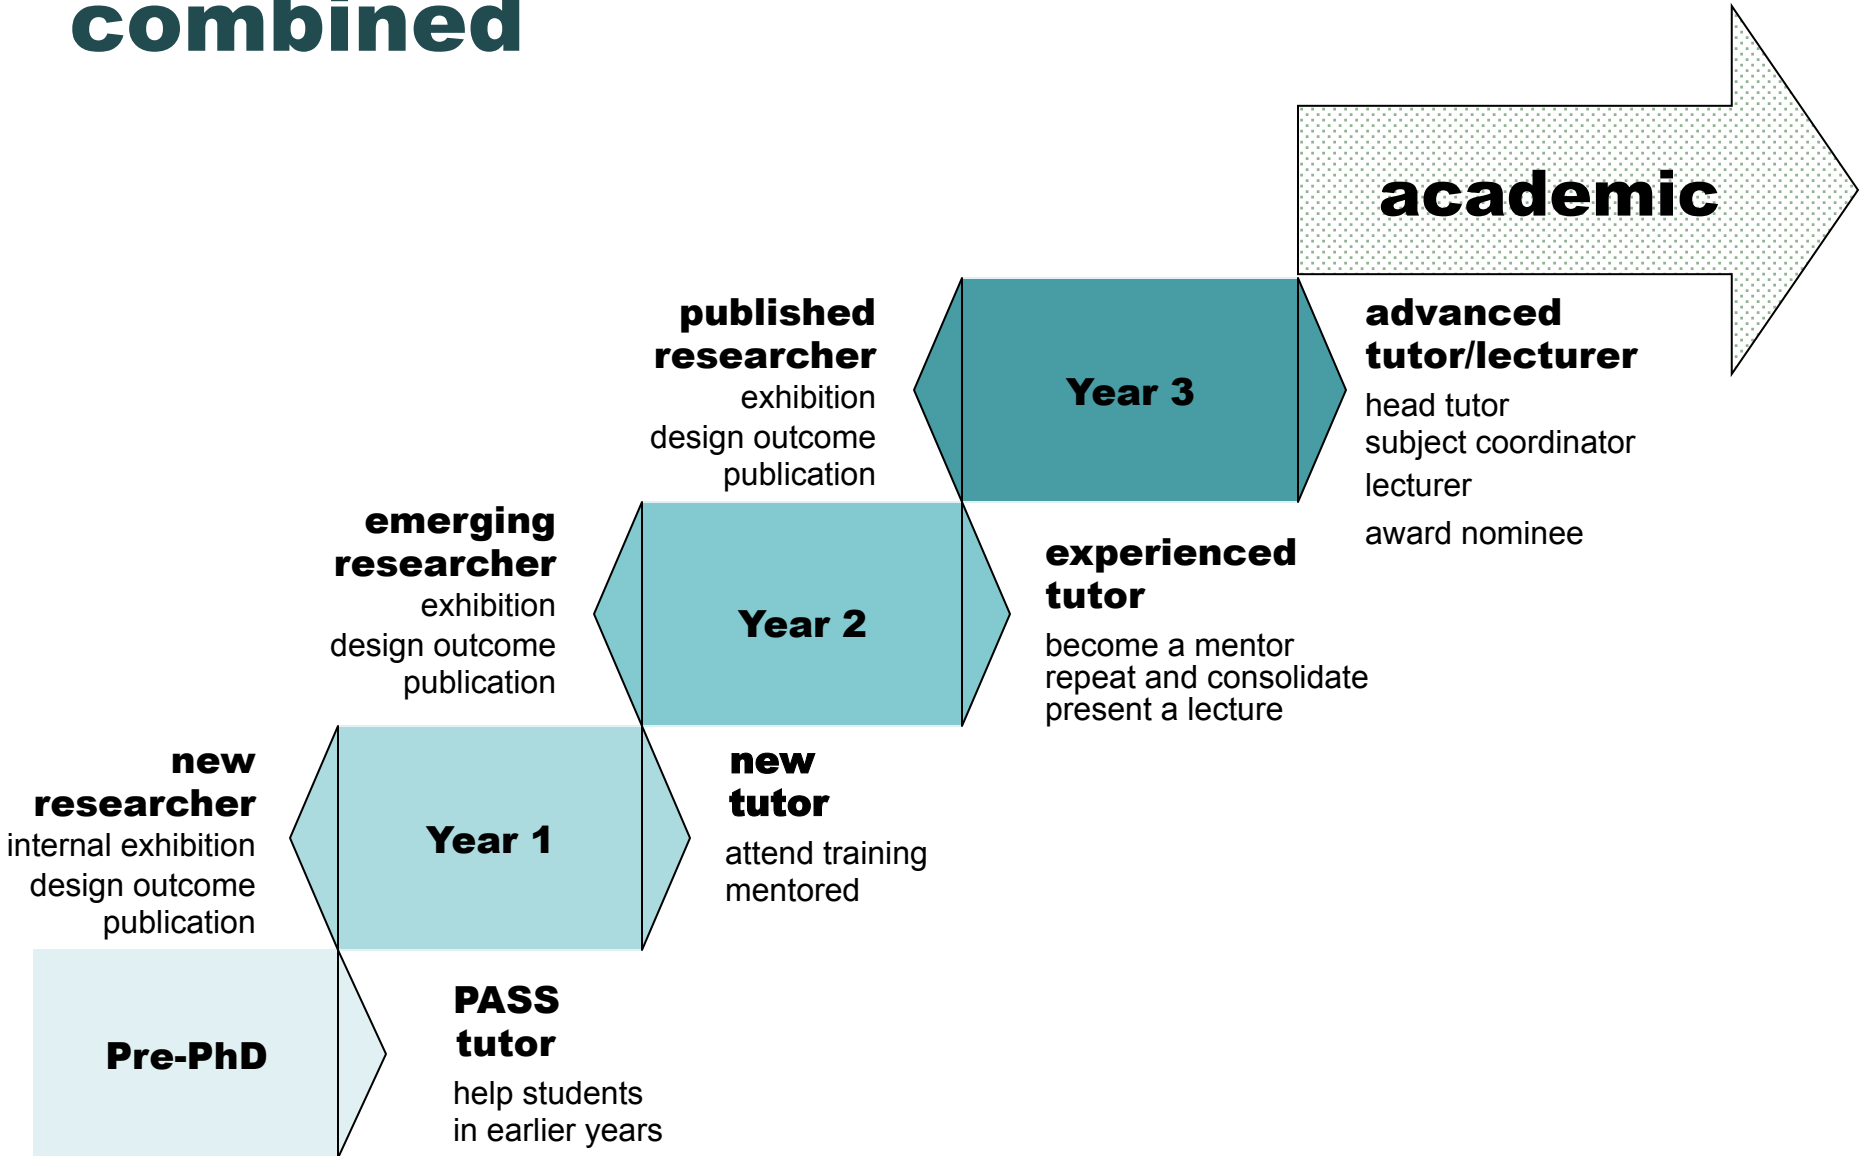 combined
academic
published
researcher
exhibition
design outcome
publication
Year 3
advanced
tutor/lecturer
head tutor
subject coordinator
lecturer
award nominee
emerging
researcher
exhibition
design outcome
publication
Year 2
experienced
tutor
become a mentor
repeat and consolidate
present a lecture
new
researcher
internal exhibition
design outcome
publication
Year 1
new
tutor
attend training
mentored
Pre-PhD
PASS
tutor
help students
in earlier years